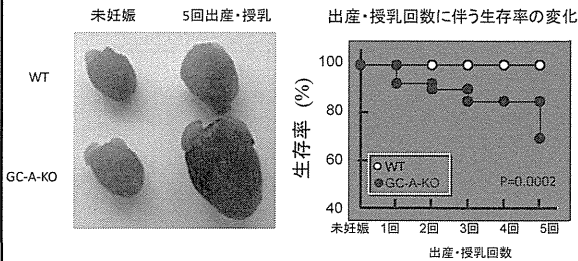 未妊娠 5回出産・授乳
WT
GC-A-KO
出産・授乳回数に伴う生存率の変化
生存率 (%)
100
80
60
40
WT
GC-A-KO
P=0.0002
未妊娠 1回 2回 3回 4回 5回
出産・授乳回数